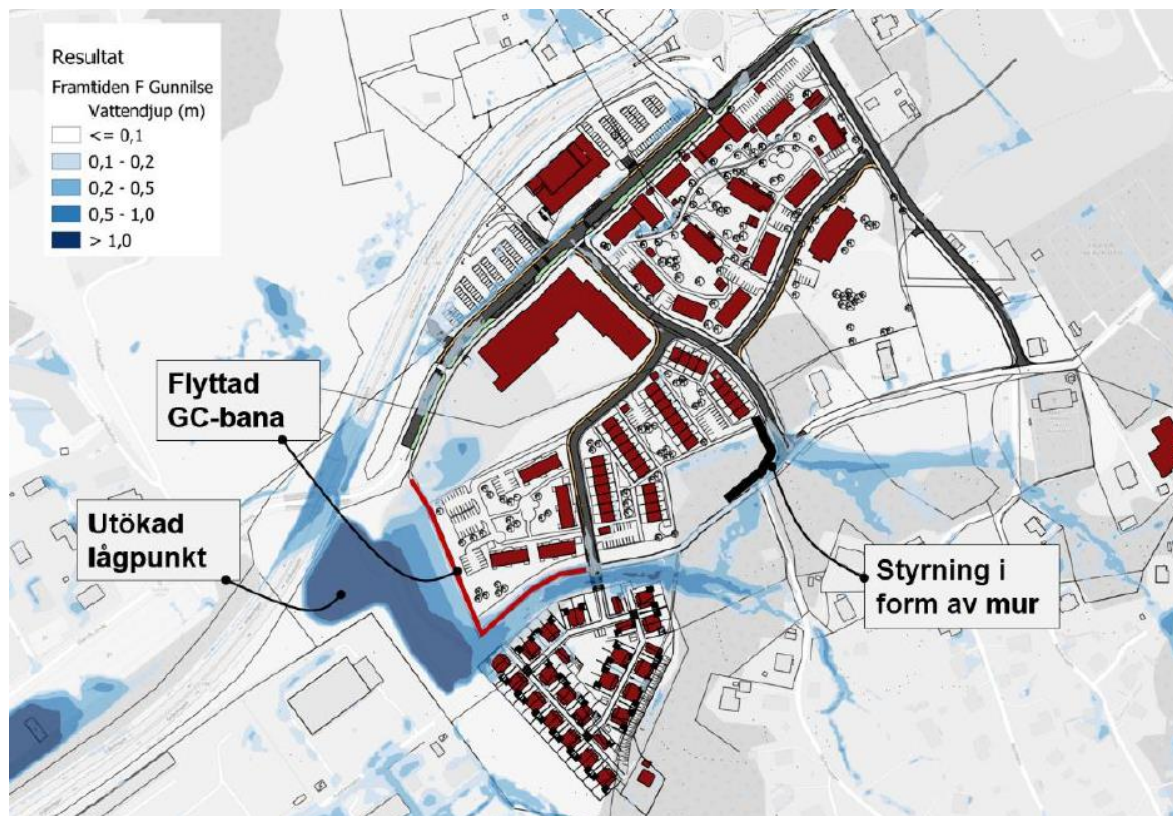 Resultat
Framtiden F Gunnilse
Vattendjup (m)
<= 0,1
0,1 - 0,2
0,2 - 0,5
0,5 - 1,0
> 1,0
Flyttad
GC-bana
Utökad
lågpunkt
Styrning i
form av mur